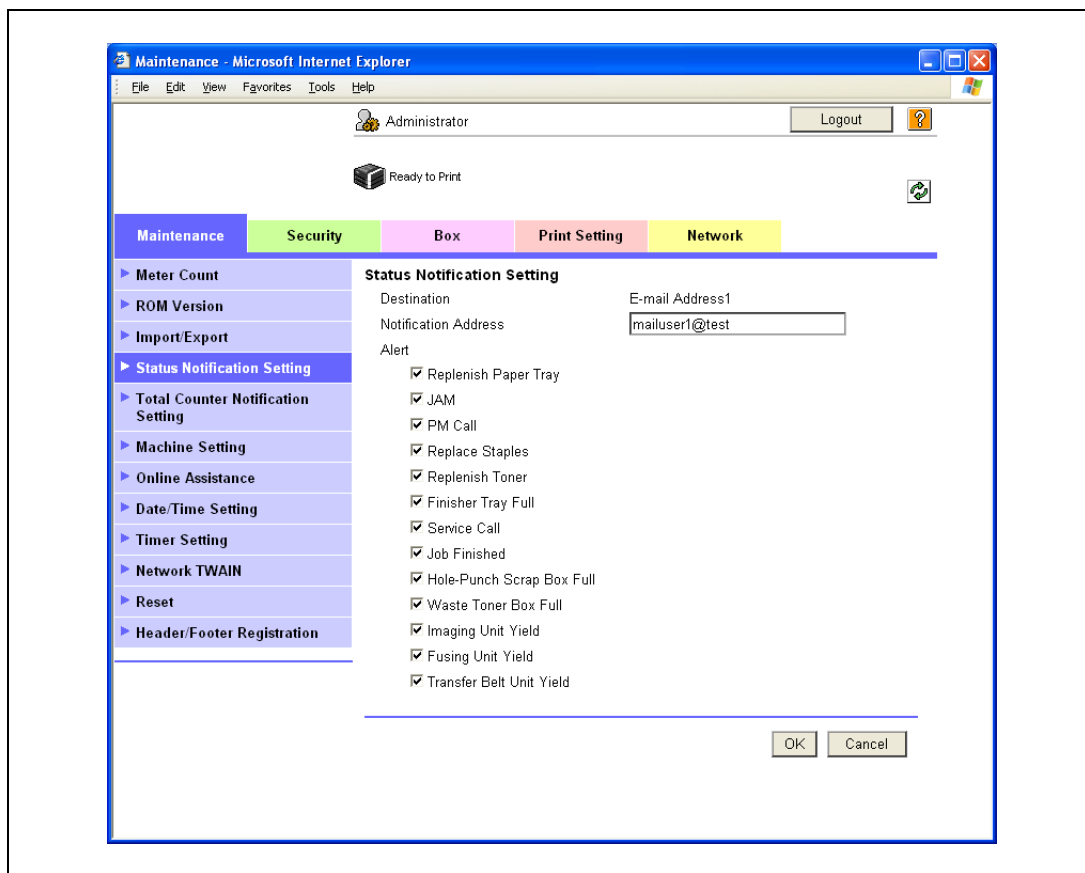 Maintenance - Microsoft Internet Explorer
File Edit View Favorites Tools Help
Administrator
Logout
?
Ready to Print
Maintenance Security Box Print Setting Network
Meter Count
ROM Version
Import/Export
Status Notification Setting
Total Counter Notification
Setting
Machine Setting
Online Assistance
Date/Time Setting
Timer Setting
Network TWAIN
Reset
Header/Footer Registration
Status Notification Setting
Destination E-mail Address1
Notification Address mailuser1@test
Alert
Replenish Paper Tray
JAM
PM Call
Replace Staples
Replenish Toner
Finisher Tray Full
Service Call
Job Finished
Hole-Punch Scrap Box Full
Waste Toner Box Full
Imaging Unit Yield
Fusing Unit Yield
Transfer Belt Unit Yield
OK Cancel